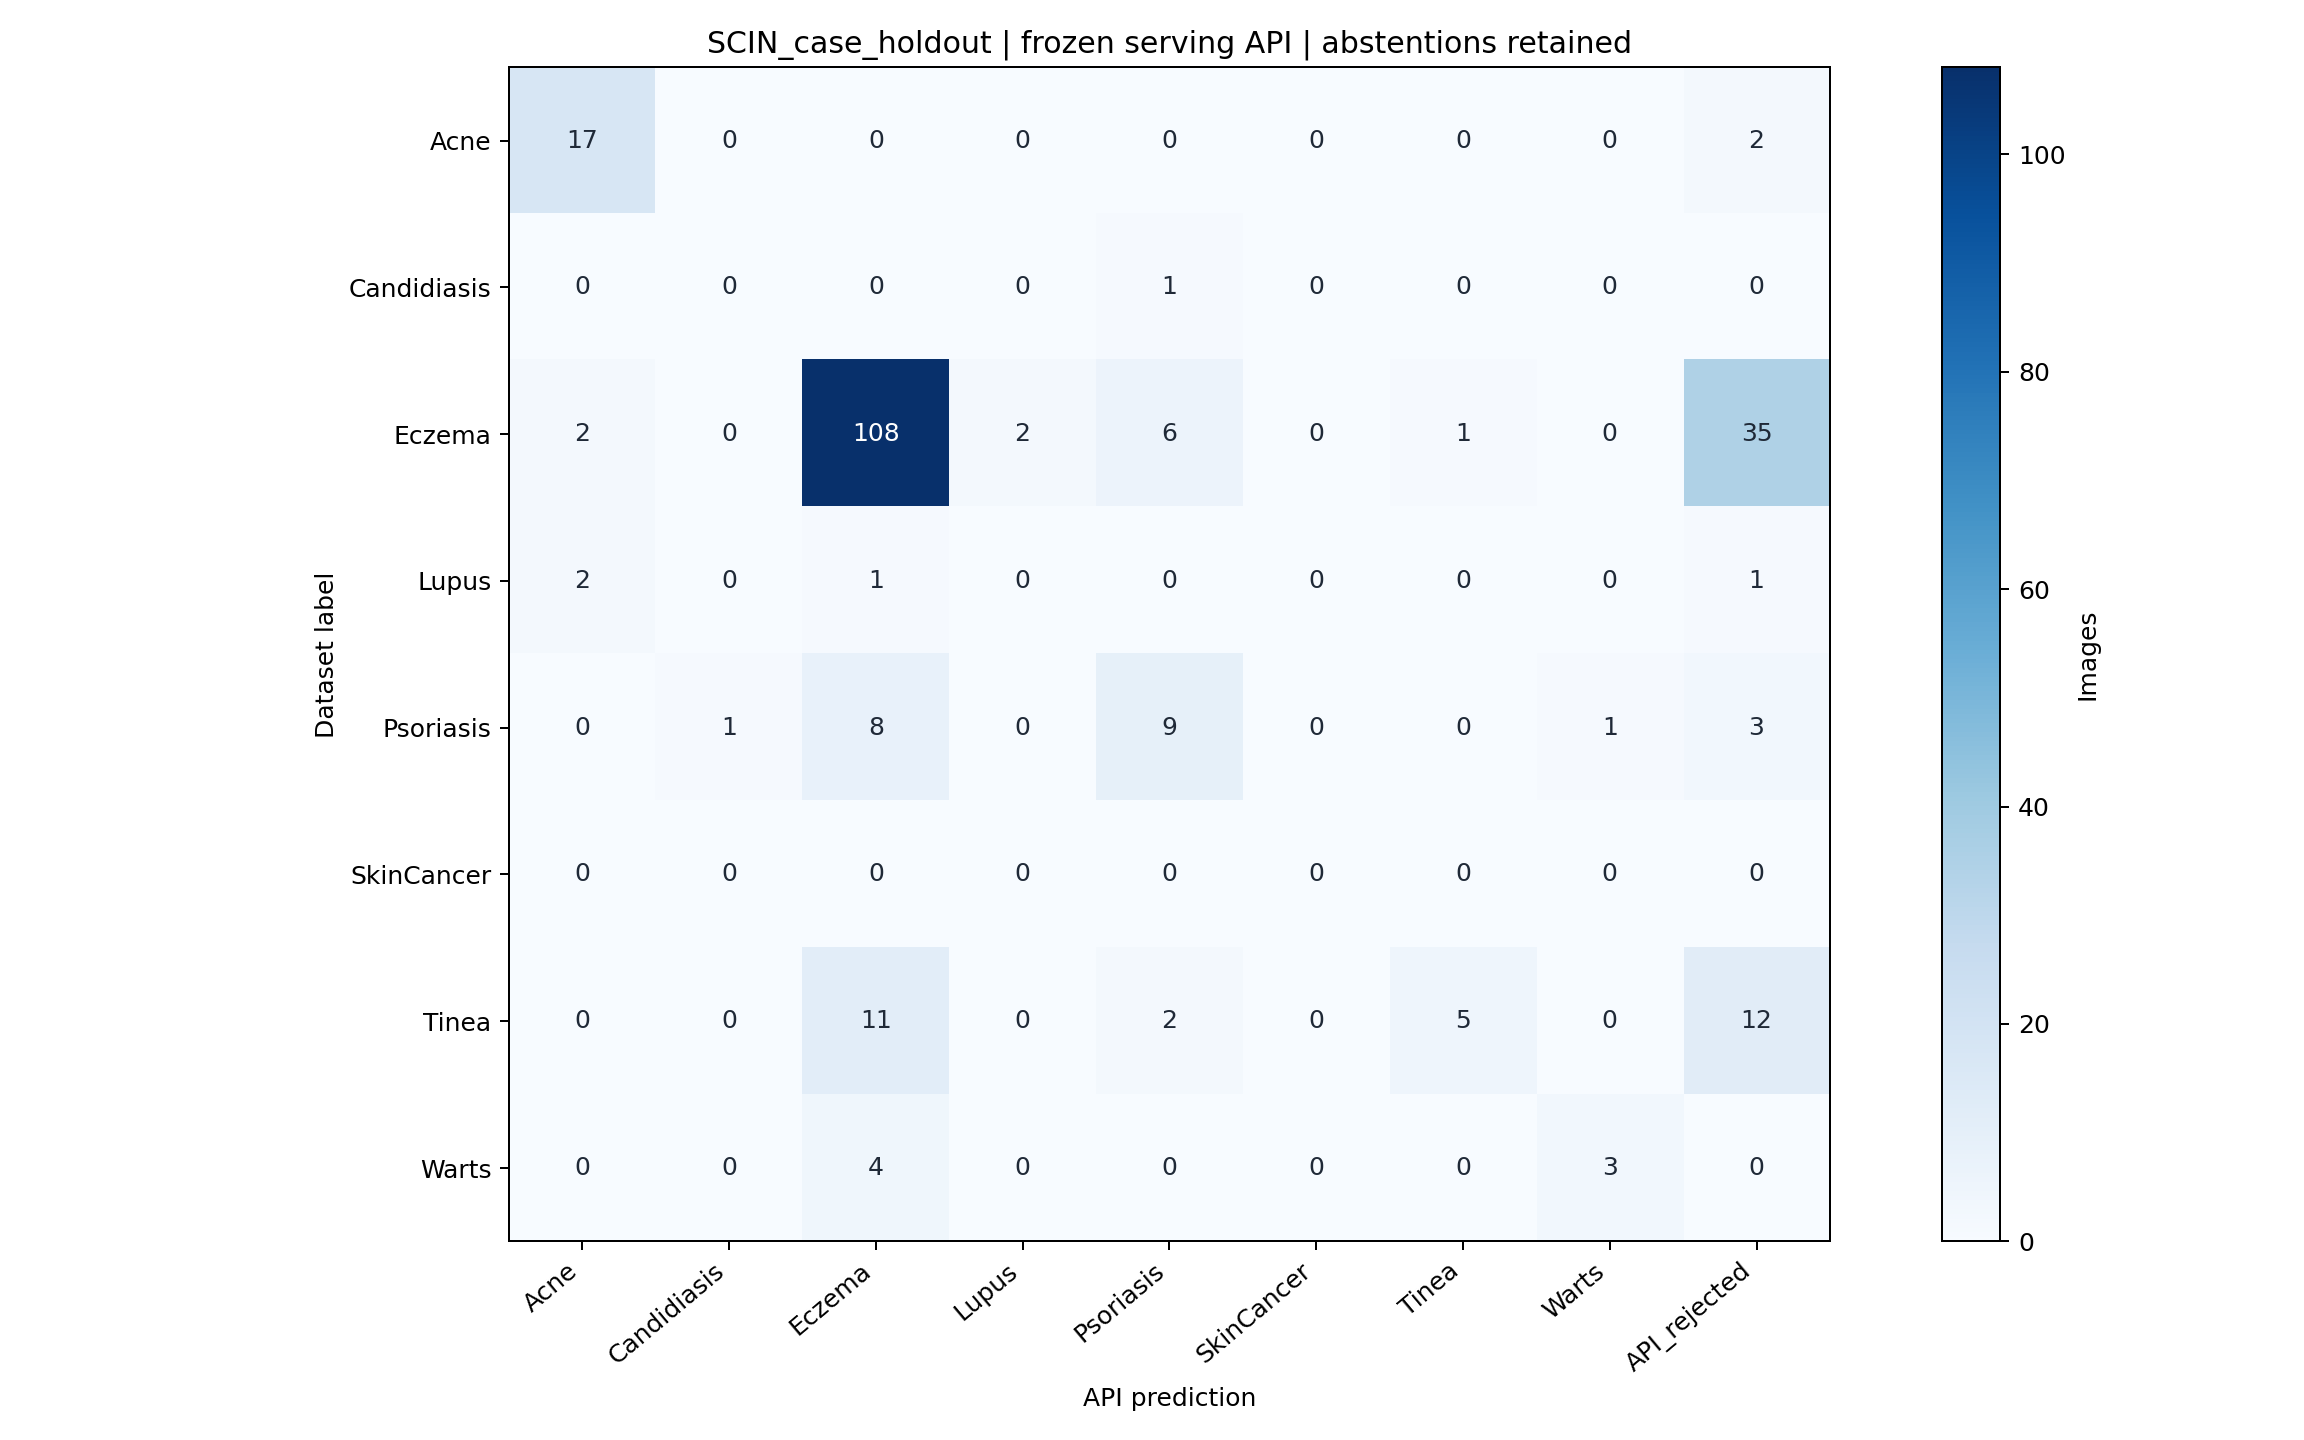 SCIN_case_holdout | frozen serving API | abstentions retained
Acne 17 0 0 0 0 0 0 0 2
Candidiasis 0 0 0 0 1 0 0 0 0
Eczema 2 0 108 2 6 0 1 0 35
Lupus 2 0 1 0 0 0 0 0 1
Psoriasis 0 1 8 0 9 0 0 1 3
SkinCancer 0 0 0 0 0 0 0 0 0
Tinea 0 0 11 0 2 0 5 0 12
Warts 0 0 4 0 0 0 0 3 0
Dataset label
Acne Candidiasis Eczema Lupus Psoriasis SkinCancer Tinea Warts API_rejected
API prediction
100
80
60
40
20
0
Images